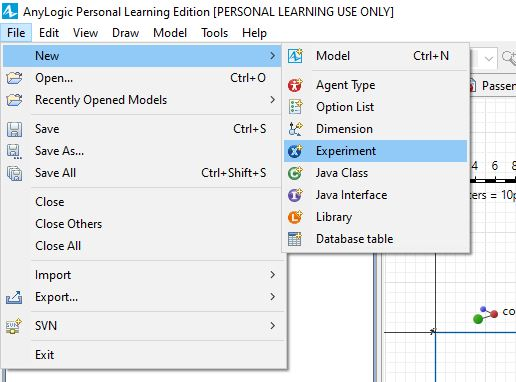 AnyLogic Personal Learning Edition [PERSONAL LEARNING USE ONLY]
File Edit View Draw Model Tools Help
New
Open... Ctrl+O
Recently Opened Models
Save Ctrl+S
Save As...
Save All Ctrl+Shift+S
Close
Close Others
Close All
Import
Export...
SVN
Exit
Model Ctrl+N
Agent Type
Option List
Dimension
Experiment
Java Class
Java Interface
Library
Database table
Passen
4 6 8
ters = 10p
co